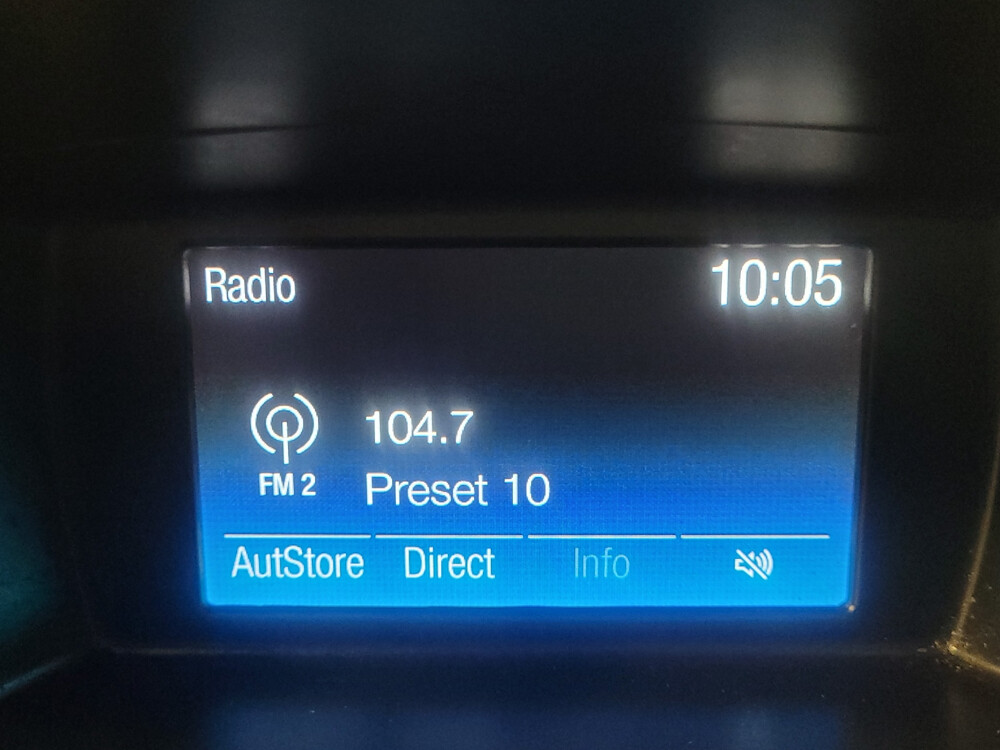 Radio
10:05
104.7
FM 2
Preset 10
AutStore Direct Info